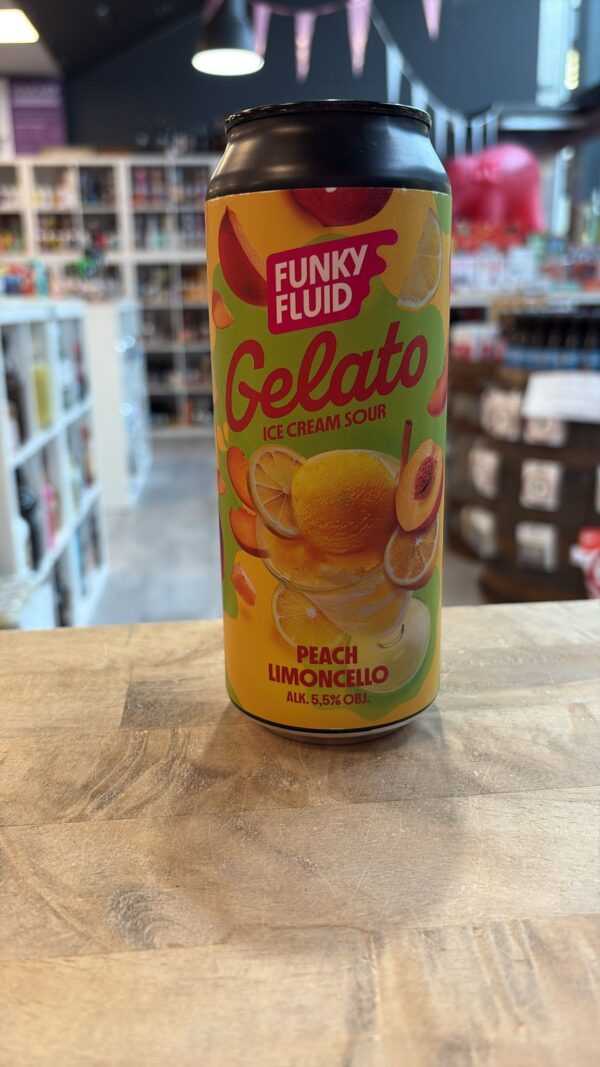 FUNKY
FLUID
Gelato
ICE CREAM SOUR
PEACH
LIMONCELLO
ALK. 5,5% OBJ.